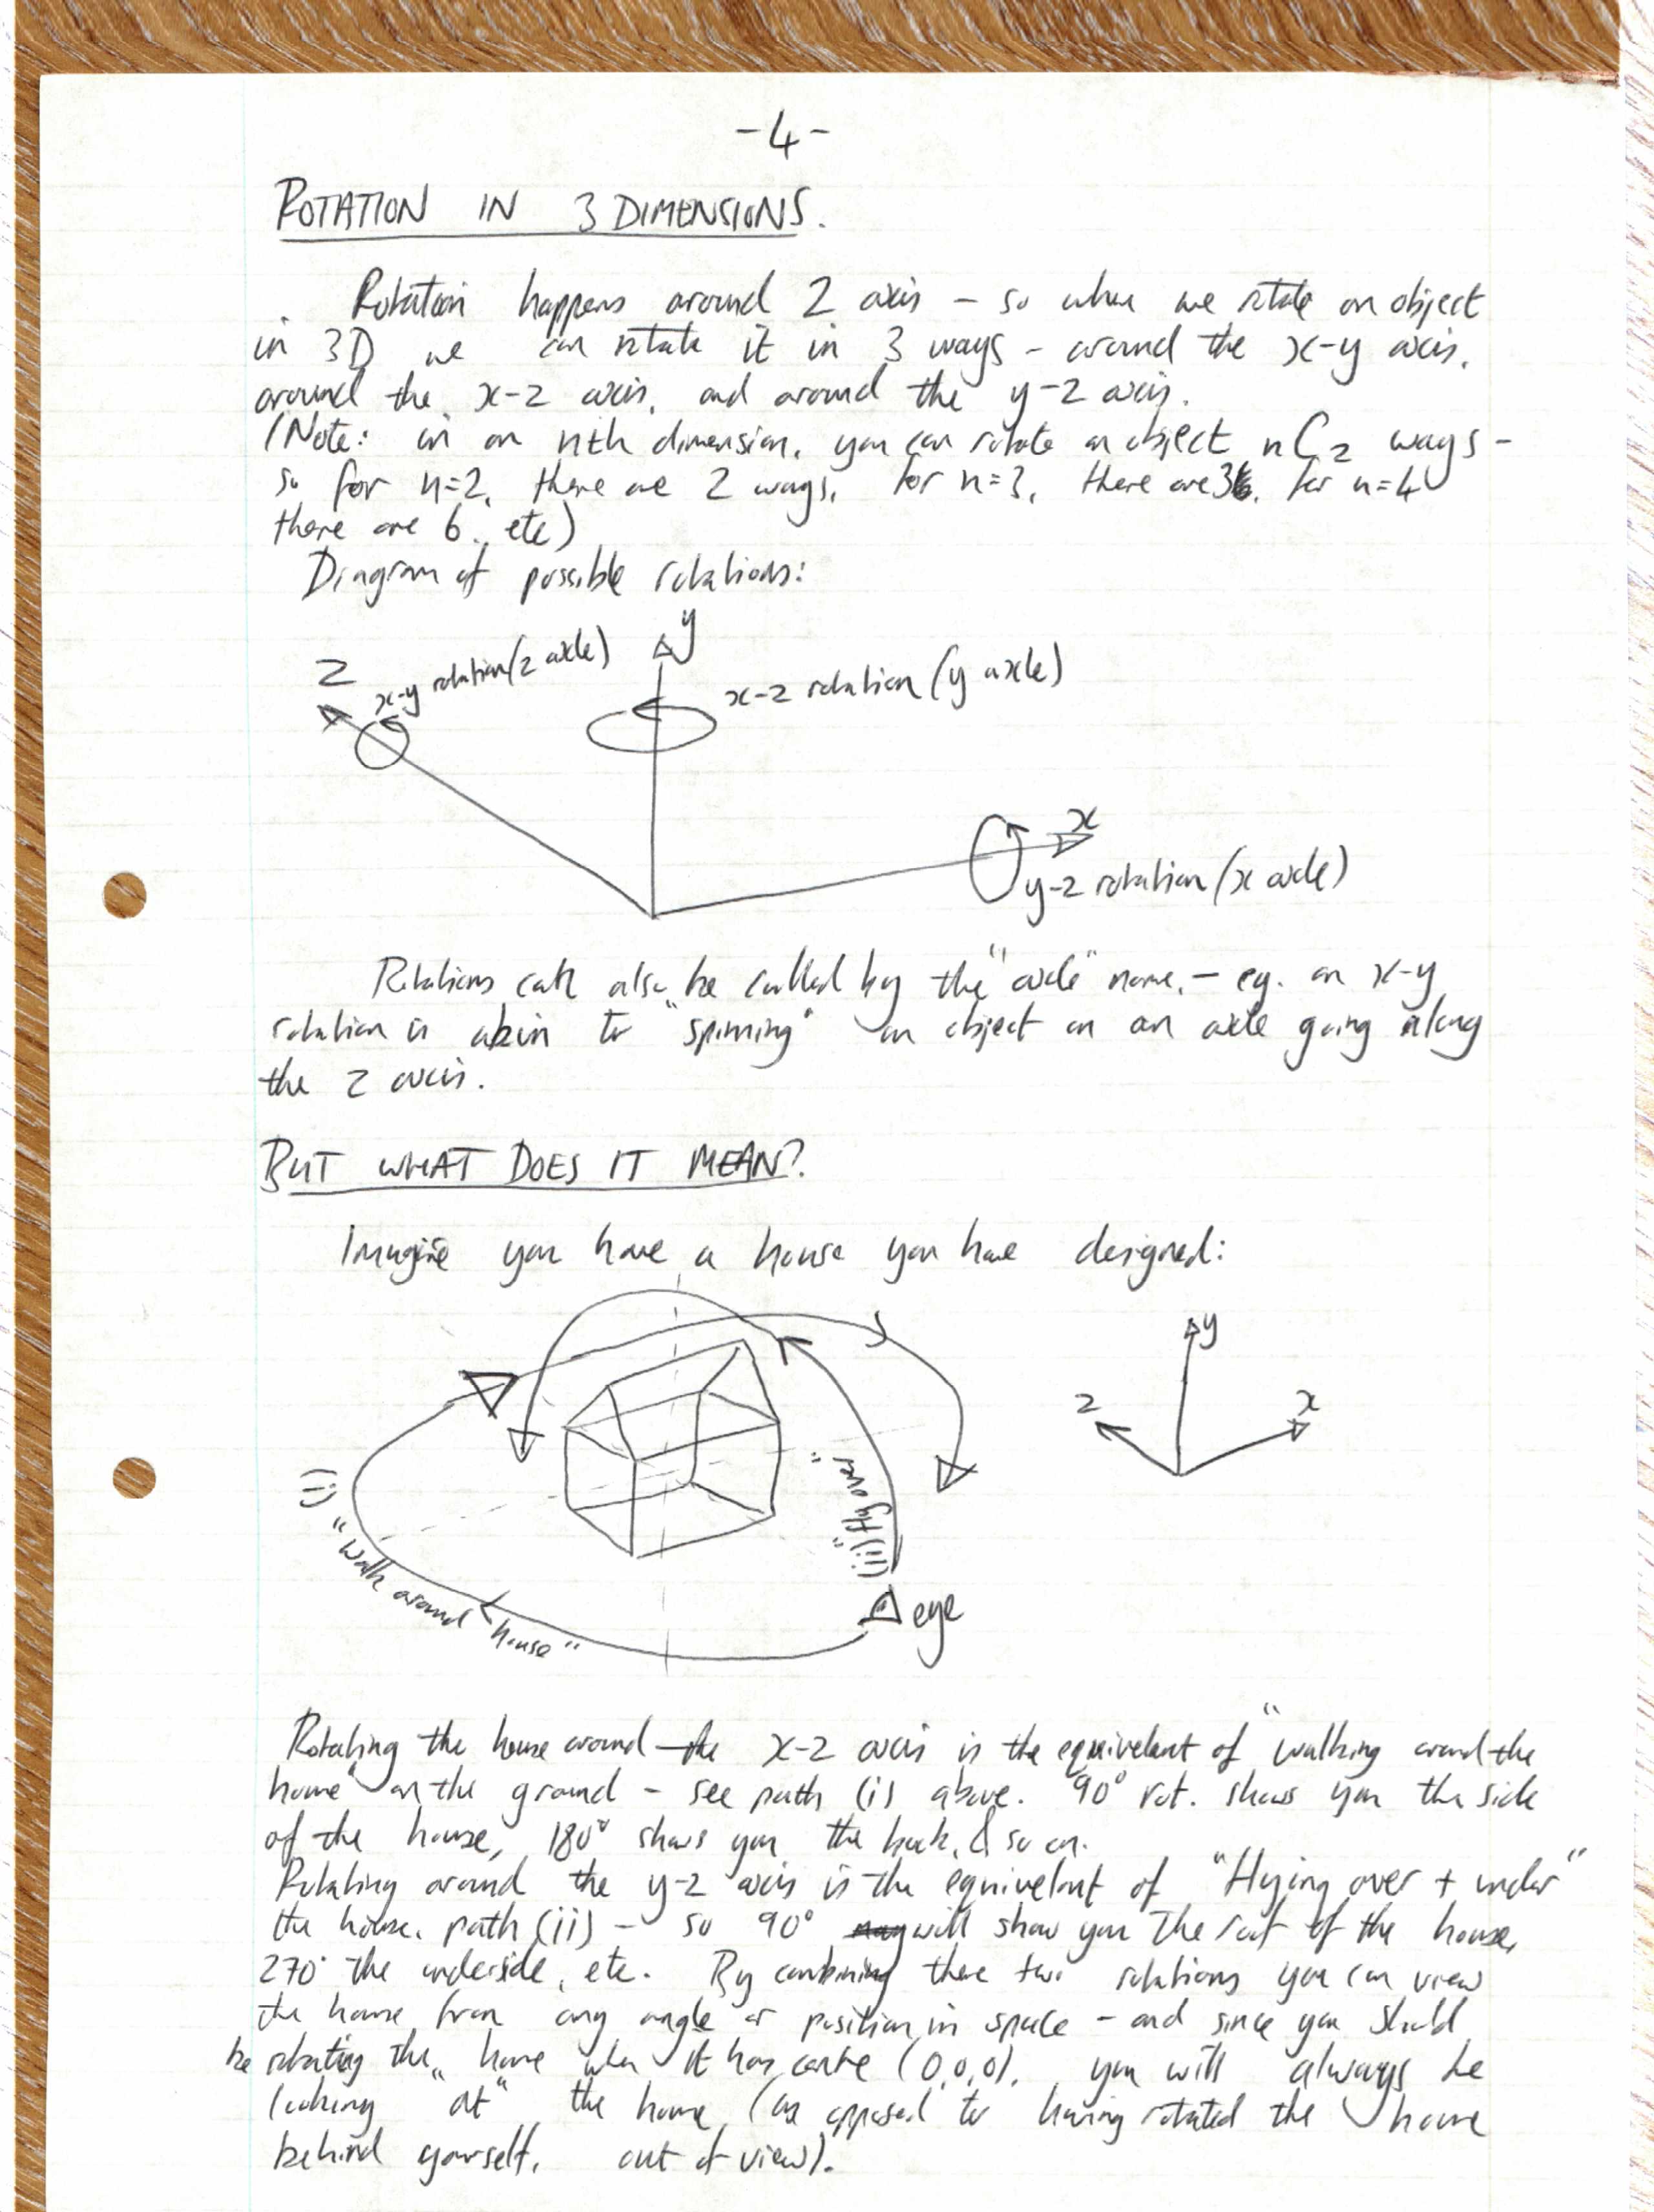 -4-
ROTATION IN 3 DIMENSIONS.
Rotation happens around 2 axis - so when we rotate an object
in 3D we can rotate it in 3 ways - around the x-y axis,
around the x-z axis, and around the y-z axis.
(Note: in an nth dimension, you can rotate an object nC2 ways -
so for n=2, there are 2 ways, for n=3, there are 3, for n=4
there are 6, etc)
Diagram of possible rotations:
y
z
x-y rotation (z axle)
x-z rotation (y axle)
x
y-z rotation (x axle)
Rotations can also be called by the "axle" name, - eg. an x-y
rotation is akin to "spinning" an object on an axle going along
the z axis.
BUT WHAT DOES IT MEAN?
Imagine you have a house you have designed:
y
z
x
(i) "Walk around house"
(ii) "fly over"
eye
Rotating the house around the x-z axis is the equivelent of "walking around the
house" on the ground - see path (i) above. 90° rot. shows you the side
of the house, 180° shows you the back, & so on.
Rotating around the y-z axis is the equivelent of "flying over + under"
the house, path (ii) - so 90° will show you the roof of the house,
270° the underside, etc. By combining these two rotations you can view
the house from any angle or position in space - and since you should
be rotating the house when it has centre (0,0,0), you will always be
looking "at" the house (as opposed to having rotated the house
behind yourself, out of view).